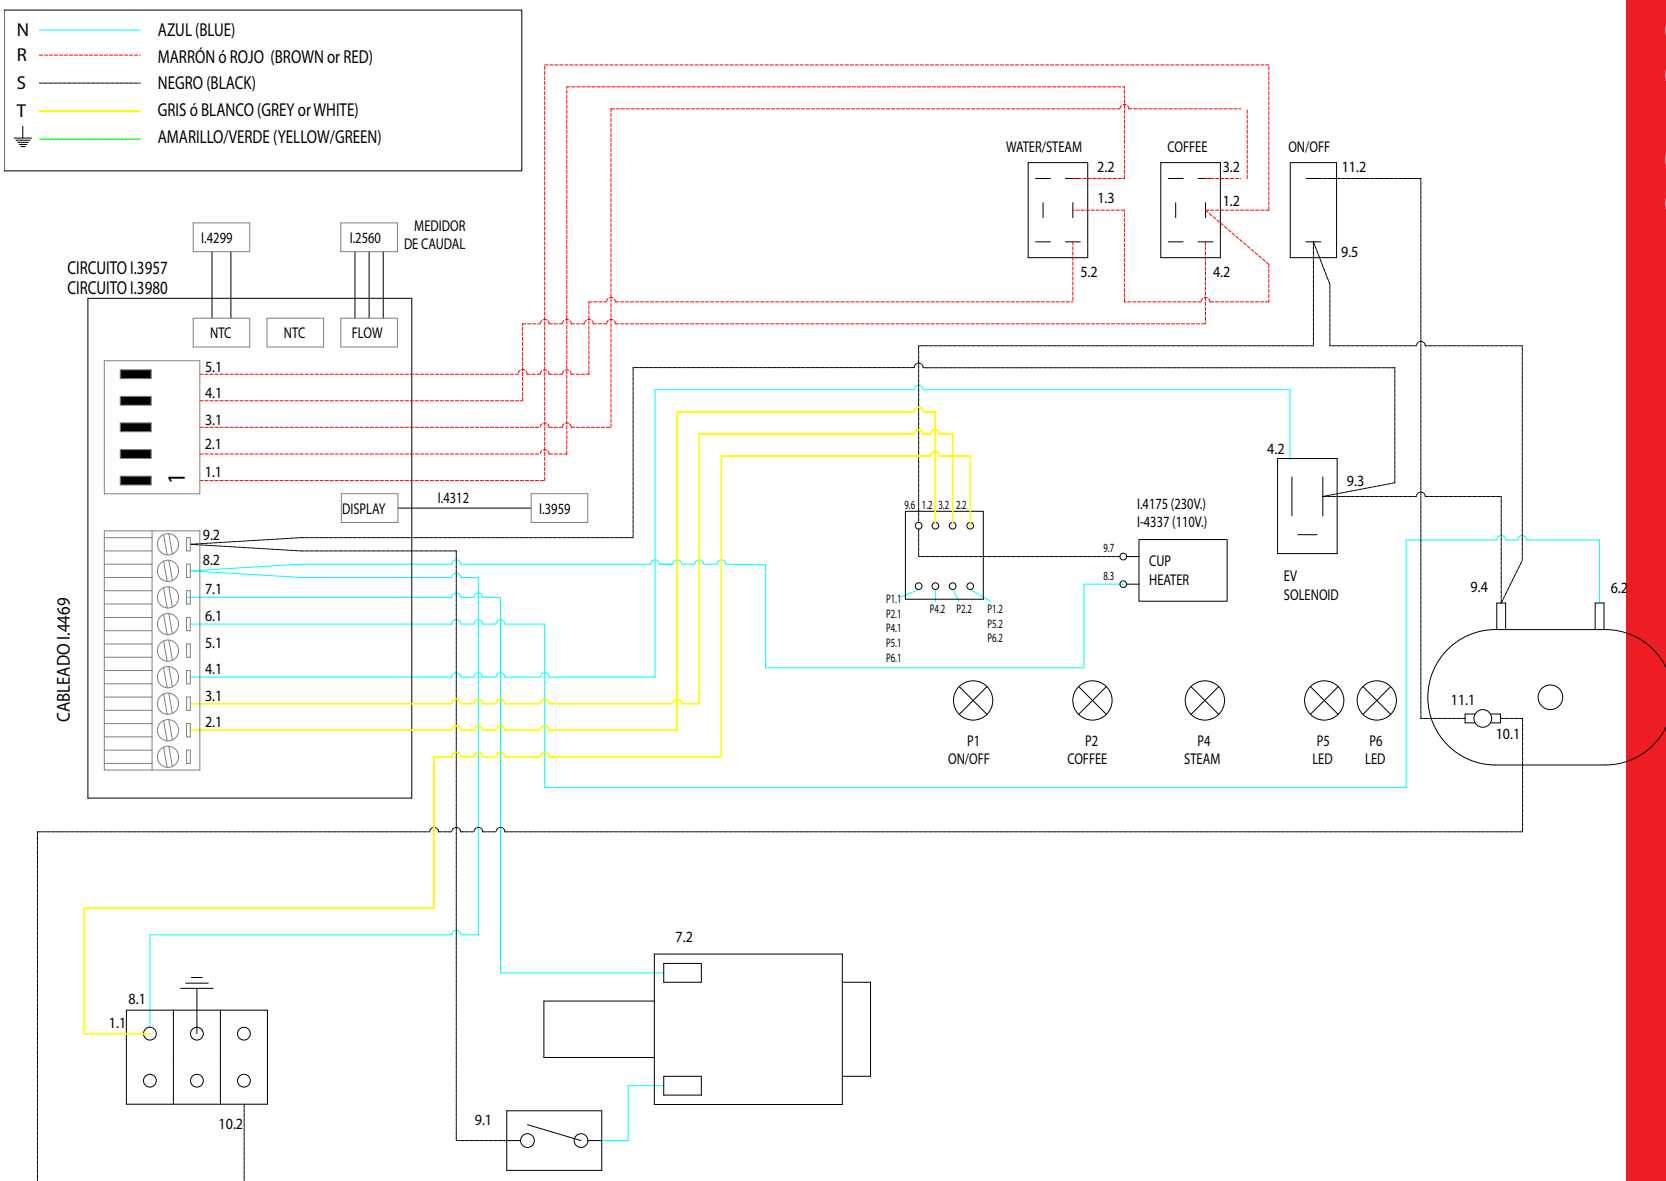 N AZUL (BLUE)
R MARRÓN ó ROJO (BROWN or RED)
S NEGRO (BLACK)
T GRIS ó BLANCO (GREY or WHITE)
AMARILLO/VERDE (YELLOW/GREEN)
WATER/STEAM
COFFEE
ON/OFF
2.2
3.2
11.2
1.3
1.2
9.5
5.2
4.2
I.4299
I.2560
MEDIDOR
DE CAUDAL
CIRCUITO I.3957
CIRCUITO I.3980
NTC
NTC
FLOW
5.1
4.1
3.1
2.1
1.1
1
DISPLAY
I.4312
I.3959
9.2
8.2
7.1
6.1
5.1
4.1
3.1
2.1
CABLEADO I.4469
9.6 1.2 3.2 2.2
P1.1
P2.1
P4.1
P5.1
P6.1
P4.2
P2.2
P1.2
P5.2
P6.2
I.4175 (230V.)
I-4337 (110V.)
9.7
8.3
CUP
HEATER
4.2
9.3
EV
SOLENOID
9.4
6.2
11.1
10.1
P1
ON/OFF
P2
COFFEE
P4
STEAM
P5
LED
P6
LED
8.1
1.1
10.2
7.2
9.1